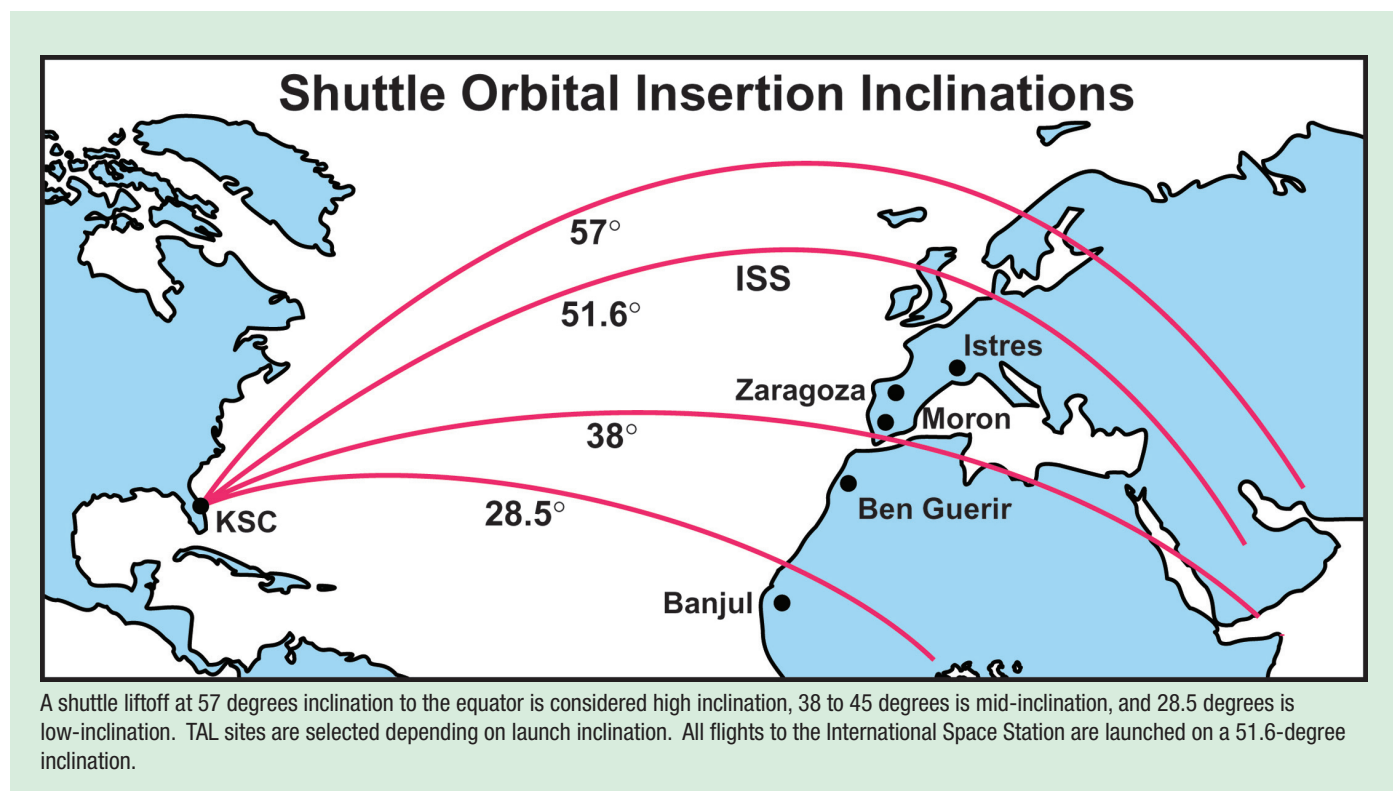 Shuttle Orbital Insertion Inclinations
57°
ISS
51.6°
Istres
Zaragoza
Moron
38°
Ben Guerir
28.5°
KSC
Banjul
A shuttle liftoff at 57 degrees inclination to the equator is considered high inclination, 38 to 45 degrees is mid-inclination, and 28.5 degrees is
low-inclination. TAL sites are selected depending on launch inclination. All flights to the International Space Station are launched on a 51.6-degree
inclination.